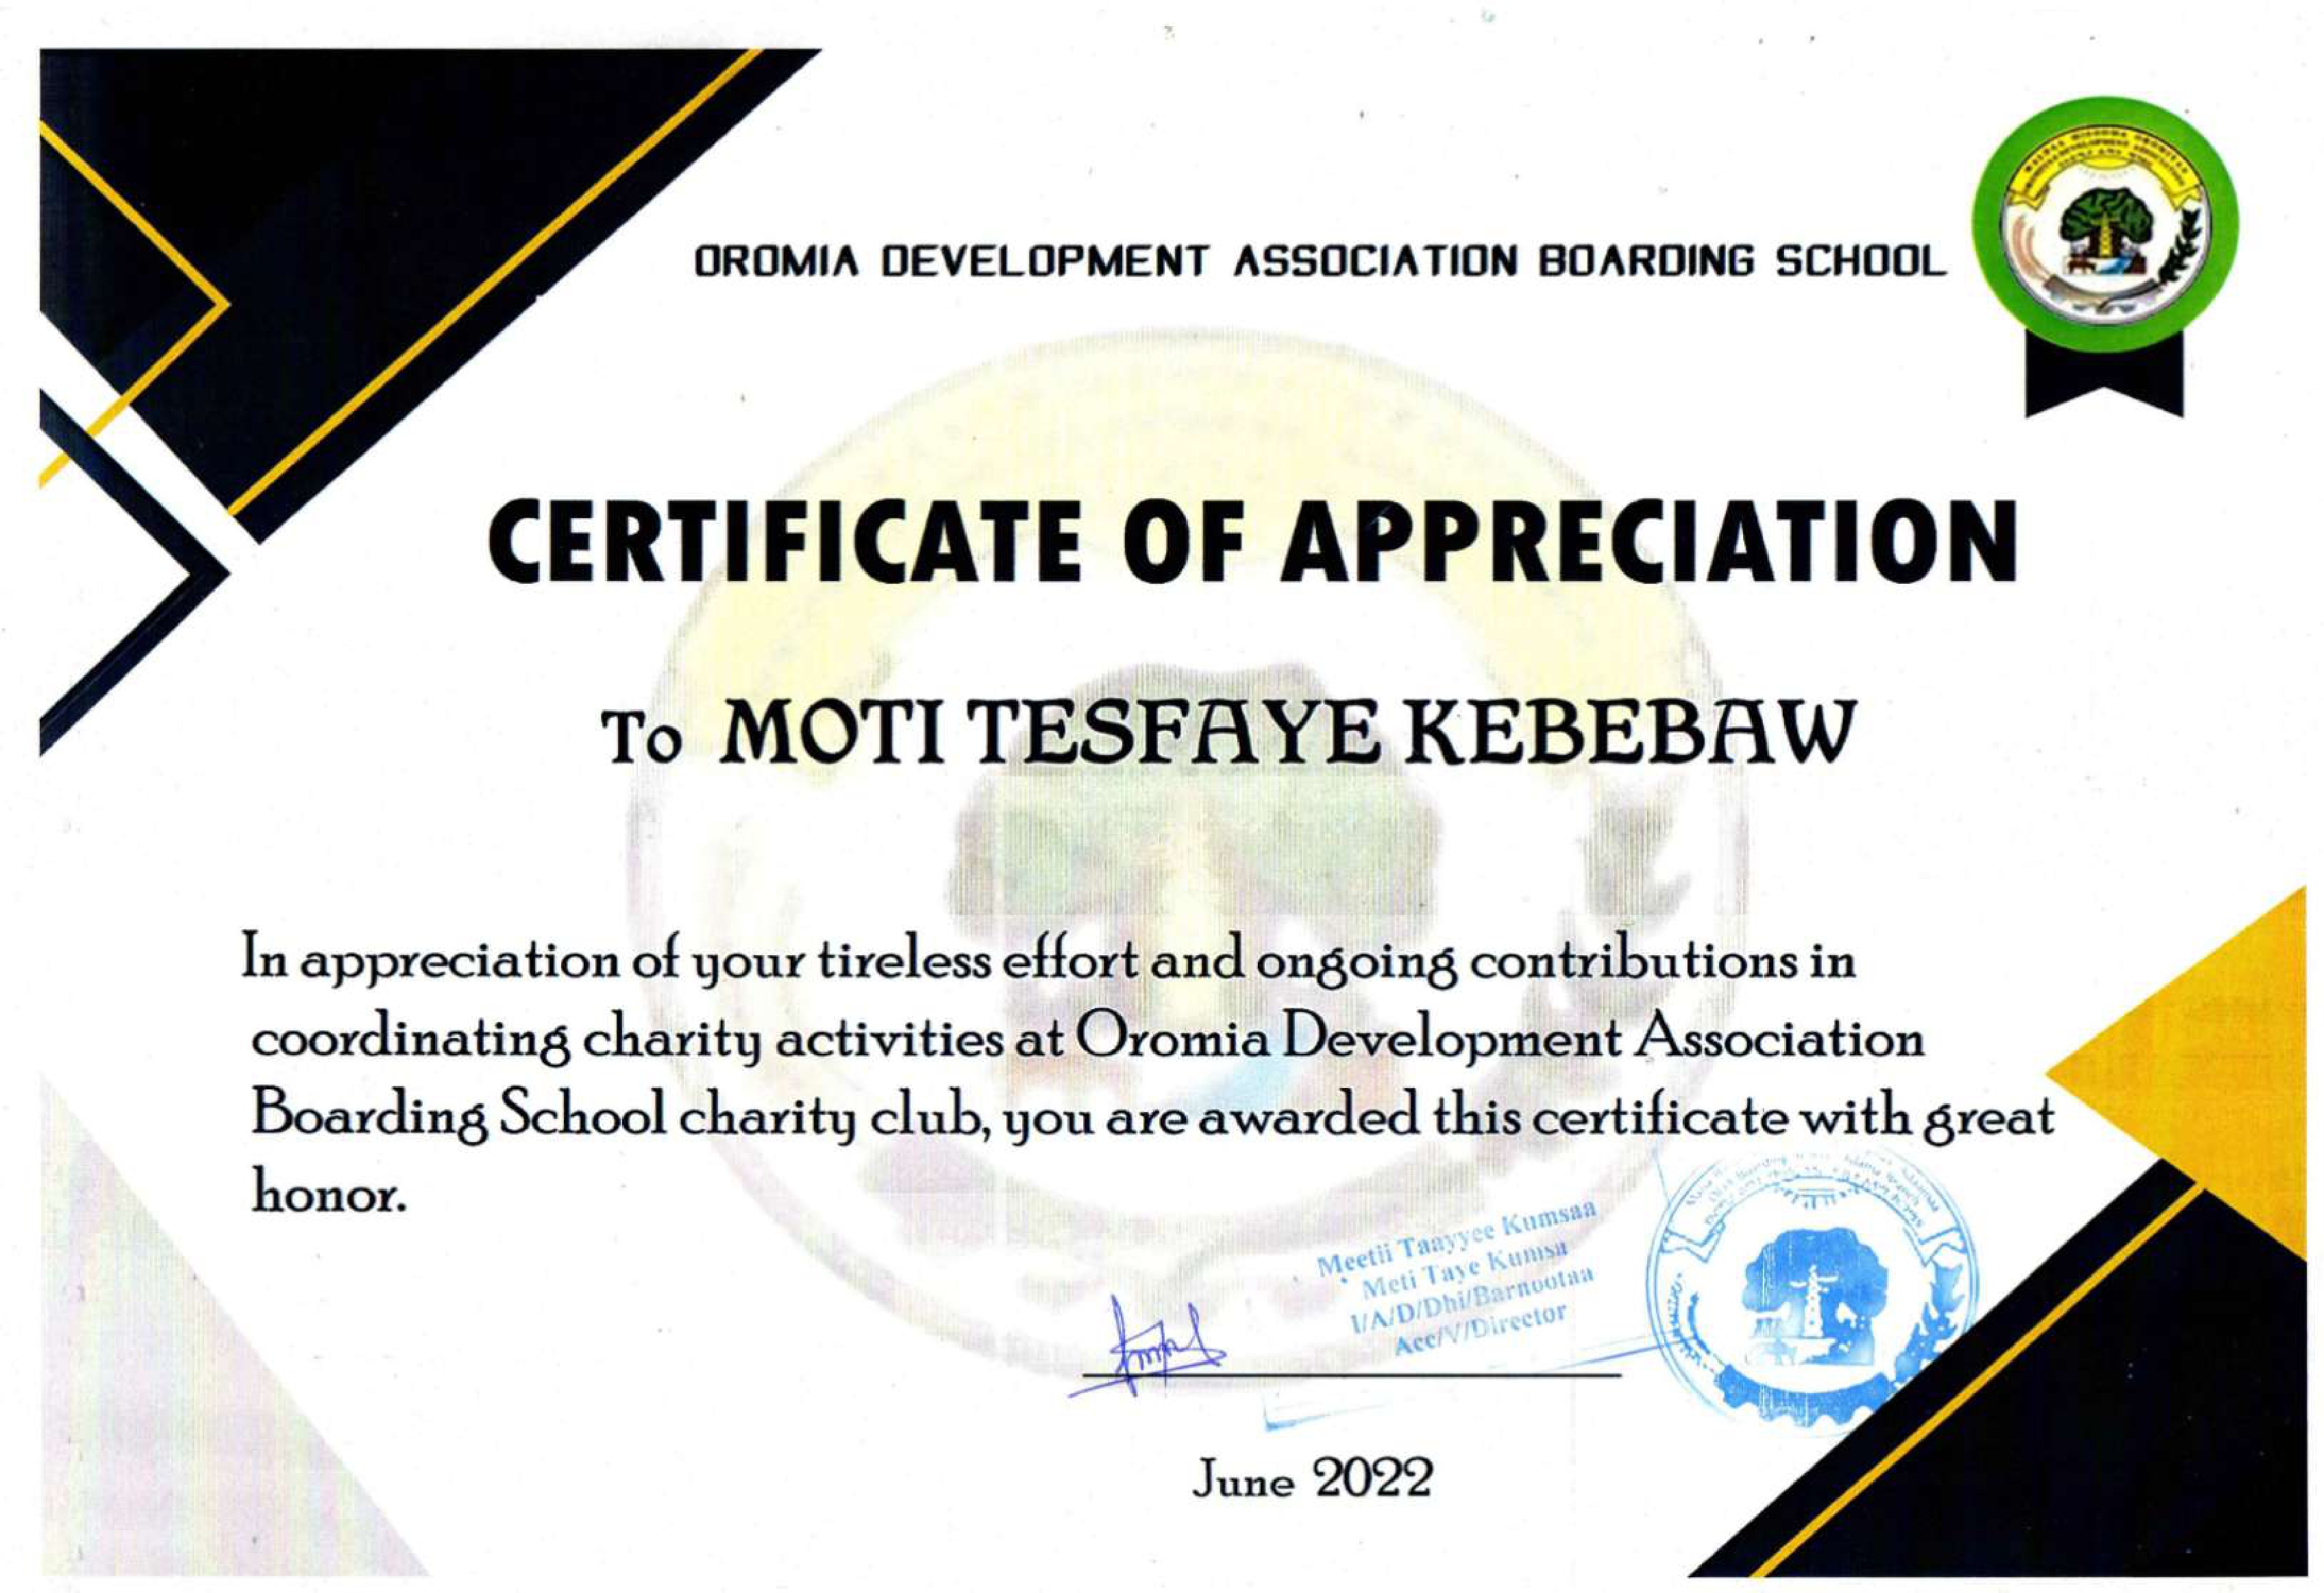 OROMIA DEVELOPMENT ASSOCIATION BOARDING SCHOOL
CERTIFICATE OF APPRECIATION
To MOTI TESFAYE KEBEBAW
In appreciation of your tireless effort and ongoing contributions in
coordinating charity activities at Oromia Development Association
Boarding School charity club, you are awarded this certificate with great
honor.
Meetii Taayyee Kumsaa
Meti Taye Kumsa
I/A/D/Dhi/Barnootaa
Acc/V/Director
June 2022